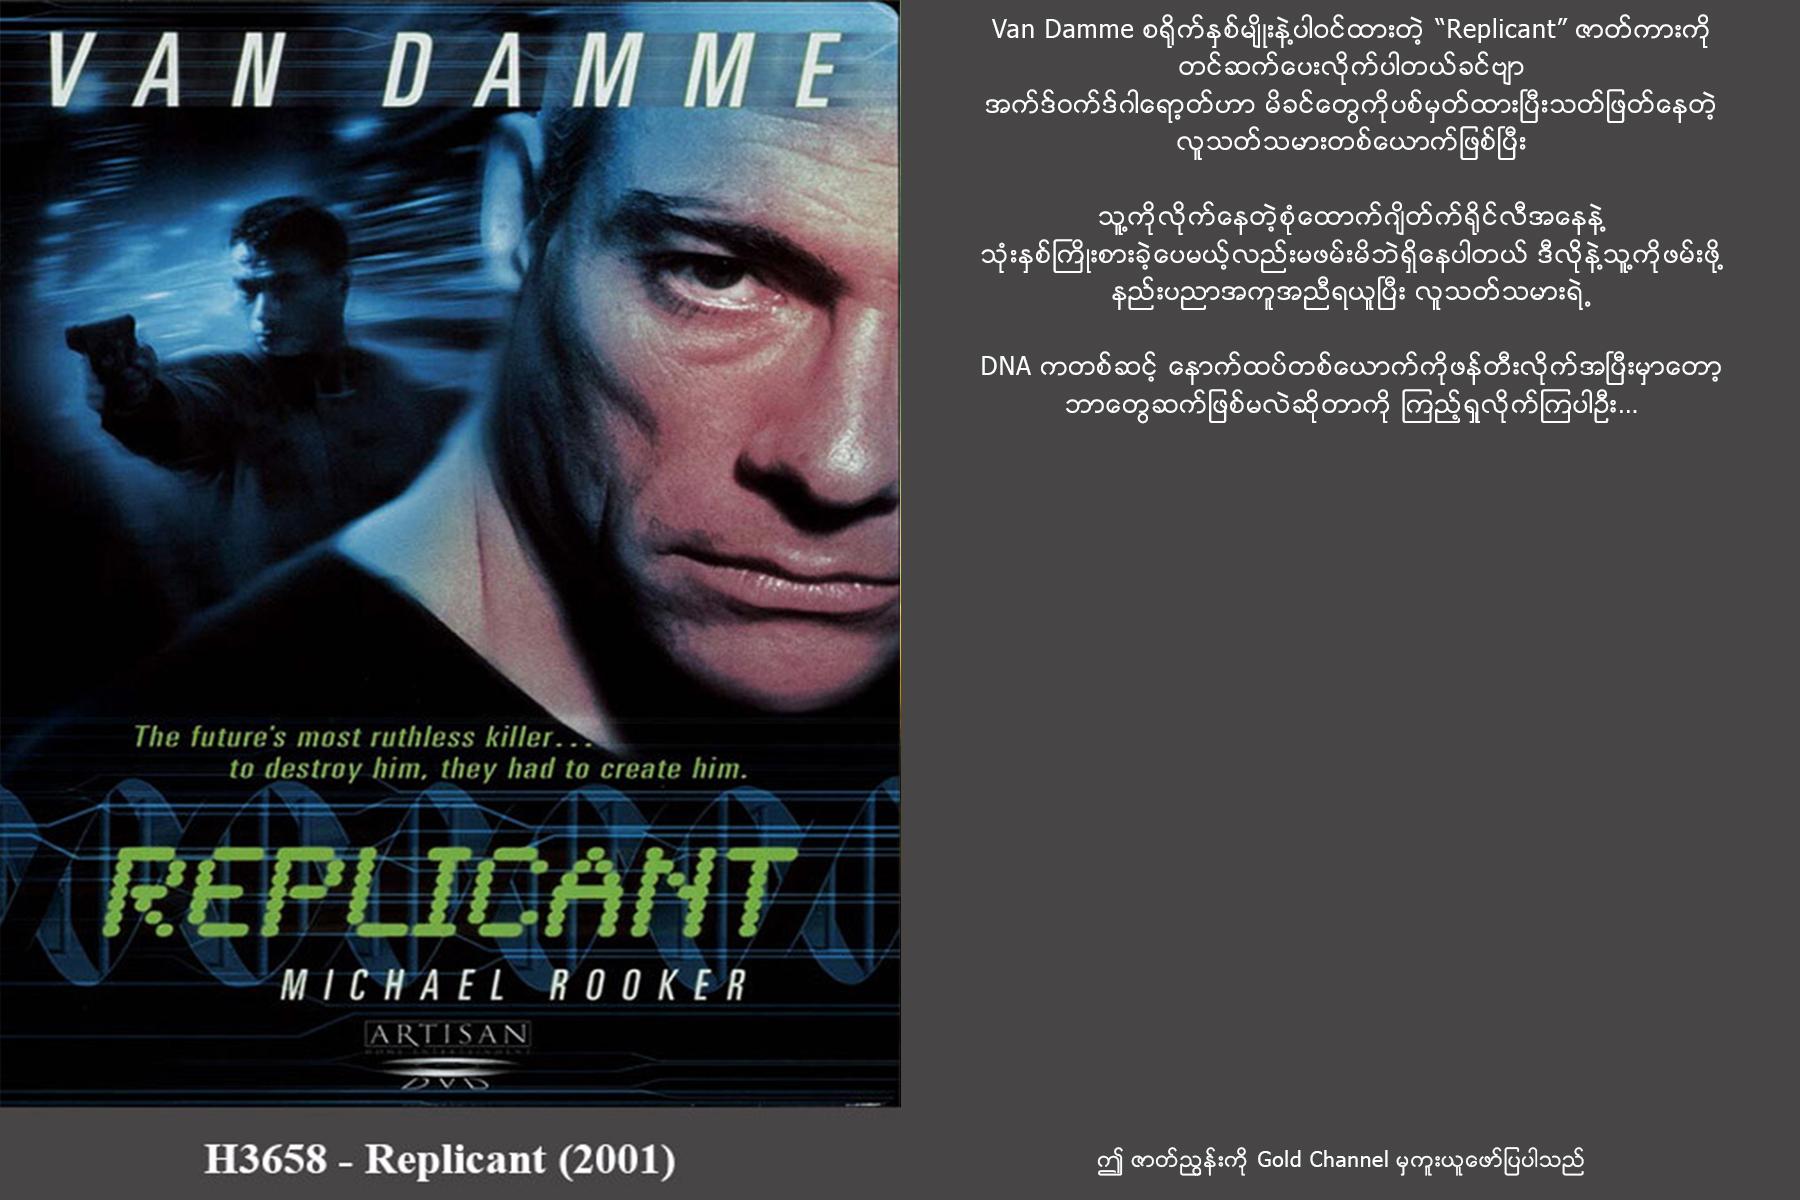 VAN DAMME
The future's most ruthless killer...
to destroy him, they had to create him.
REPLICANT
MICHAEL ROOKER
ARTISAN
HOME ENTERTAINMENT
DVD
H3658 - Replicant (2001)
Van Damme စရိုက်နှစ်မျိုးနဲ့ပါဝင်ထားတဲ့ “Replicant” ဇာတ်ကားကို
တင်ဆက်ပေးလိုက်ပါတယ်ခင်ဗျာ
အက်ဒ်ဝက်ဒ်ဂါရော့တ်ဟာ မိခင်တွေကိုပစ်မှတ်ထားပြီးသတ်ဖြတ်နေတဲ့
လူသတ်သမားတစ်ယောက်ဖြစ်ပြီး
သူ့ကိုလိုက်နေတဲ့စုံထောက်ဂျိတ်က်ရိုင်လီအနေနဲ့
သုံးနှစ်ကြိုးစားခဲ့ပေမယ့်လည်းမဖမ်းမိဘဲရှိနေပါတယ် ဒီလိုနဲ့သူ့ကိုဖမ်းဖို့
နည်းပညာအကူအညီရယူပြီး လူသတ်သမားရဲ့
DNA ကတစ်ဆင့် နောက်ထပ်တစ်ယောက်ကိုဖန်တီးလိုက်အပြီးမှာတော့
ဘာတွေဆက်ဖြစ်မလဲဆိုတာကို ကြည့်ရှုလိုက်ကြပါဦး...
ဤ ဇာတ်ညွှန်းကို Gold Channel မှကူးယူဖော်ပြပါသည်